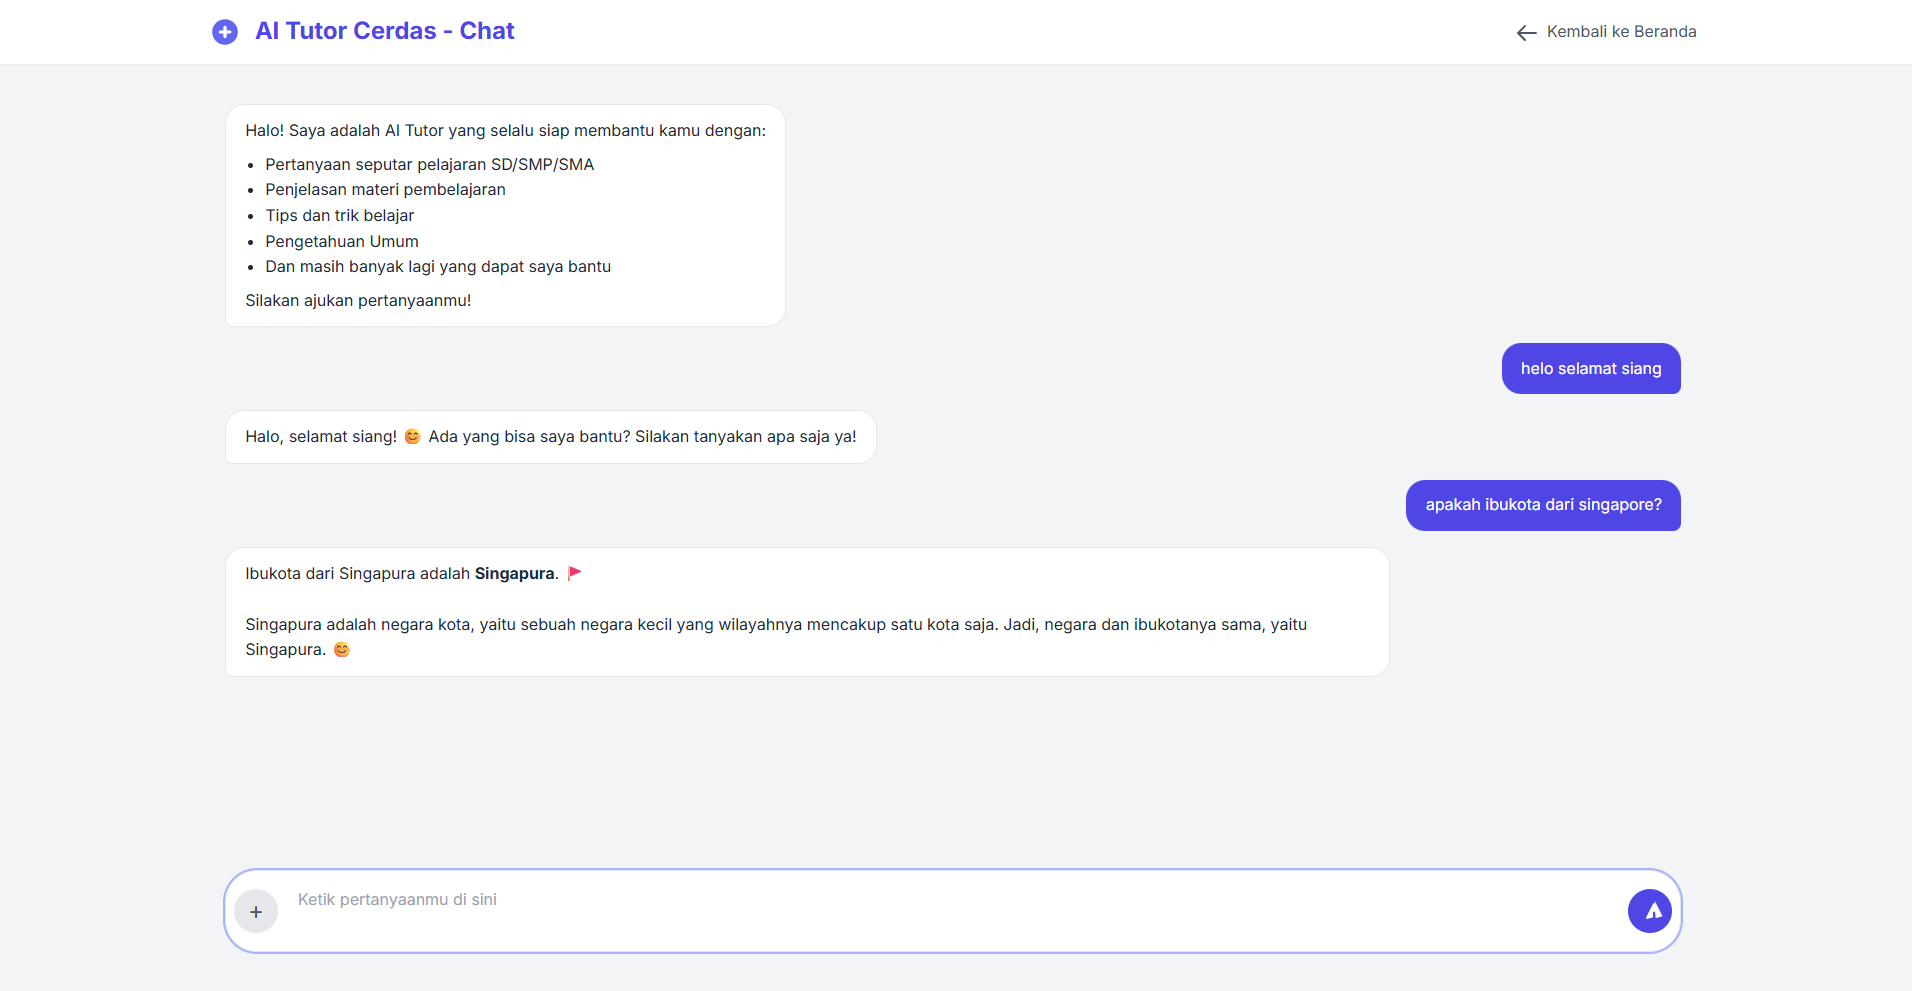 AI Tutor Cerdas - Chat
Kembali ke Beranda
Halo! Saya adalah AI Tutor yang selalu siap membantu kamu dengan:
• Pertanyaan seputar pelajaran SD/SMP/SMA
• Penjelasan materi pembelajaran
• Tips dan trik belajar
• Pengetahuan Umum
• Dan masih banyak lagi yang dapat saya bantu
Silakan ajukan pertanyaanmu!
helo selamat siang
Halo, selamat siang! 😊 Ada yang bisa saya bantu? Silakan tanyakan apa saja ya!
apakah ibukota dari singapore?
Ibukota dari Singapura adalah Singapura. 🚩
Singapura adalah negara kota, yaitu sebuah negara kecil yang wilayahnya mencakup satu kota saja. Jadi, negara dan ibukotanya sama, yaitu
Singapura. 😊
Ketik pertanyaanmu di sini